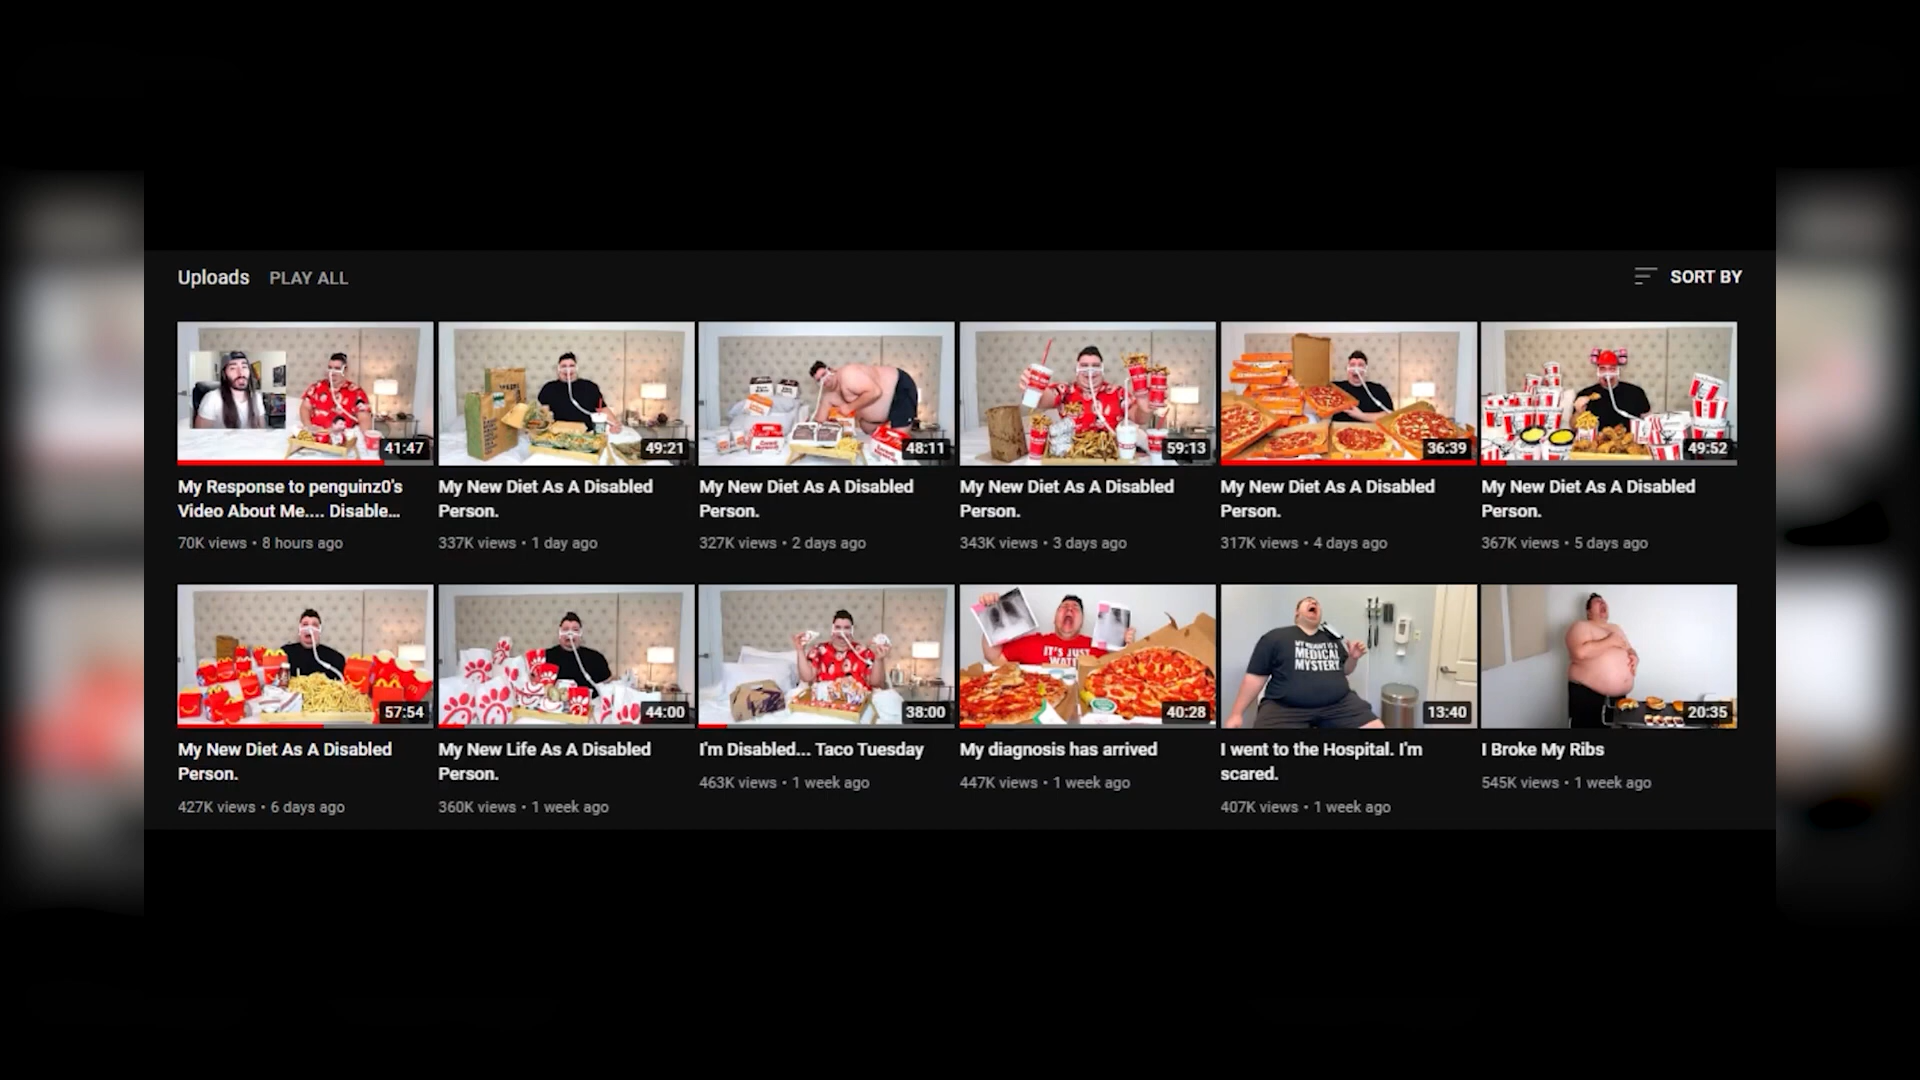 Uploads PLAY ALL
SORT BY
41:47
49:21
48:11
59:13
36:39
49:52
My Response to penguinz0's
Video About Me.... Disable...
70K views • 8 hours ago
My New Diet As A Disabled
Person.
337K views • 1 day ago
My New Diet As A Disabled
Person.
327K views • 2 days ago
My New Diet As A Disabled
Person.
343K views • 3 days ago
My New Diet As A Disabled
Person.
317K views • 4 days ago
My New Diet As A Disabled
Person.
367K views • 5 days ago
57:54
44:00
38:00
IT'S JUST
WATE
40:28
MY WEIGHT IS A
MEDICAL
MYSTERY
13:40
20:35
My New Diet As A Disabled
Person.
427K views • 6 days ago
My New Life As A Disabled
Person.
360K views • 1 week ago
I'm Disabled... Taco Tuesday
463K views • 1 week ago
My diagnosis has arrived
447K views • 1 week ago
I went to the Hospital. I'm
scared.
407K views • 1 week ago
I Broke My Ribs
545K views • 1 week ago